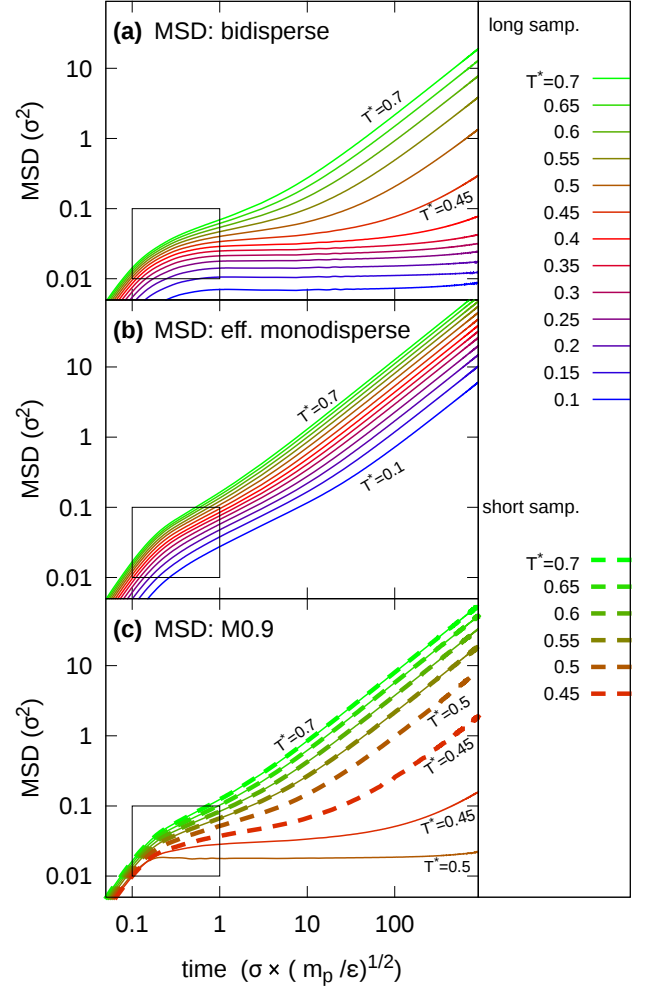 (a) MSD: bidisperse
MSD (σ²)
10
1
0.1
0.01
T*=0.7
T*=0.45
(b) MSD: eff. monodisperse
MSD (σ²)
10
1
0.1
0.01
T*=0.7
T*=0.1
(c) MSD: M0.9
MSD (σ²)
10
1
0.1
0.01
T*=0.7
T*=0.5
T*=0.45
T*=0.45
T*=0.5
0.1 1 10 100
time (σ × ( m_p /ε)^{1/2})
long samp.
T*=0.7
0.65
0.6
0.55
0.5
0.45
0.4
0.35
0.3
0.25
0.2
0.15
0.1
short samp.
T*=0.7
0.65
0.6
0.55
0.5
0.45